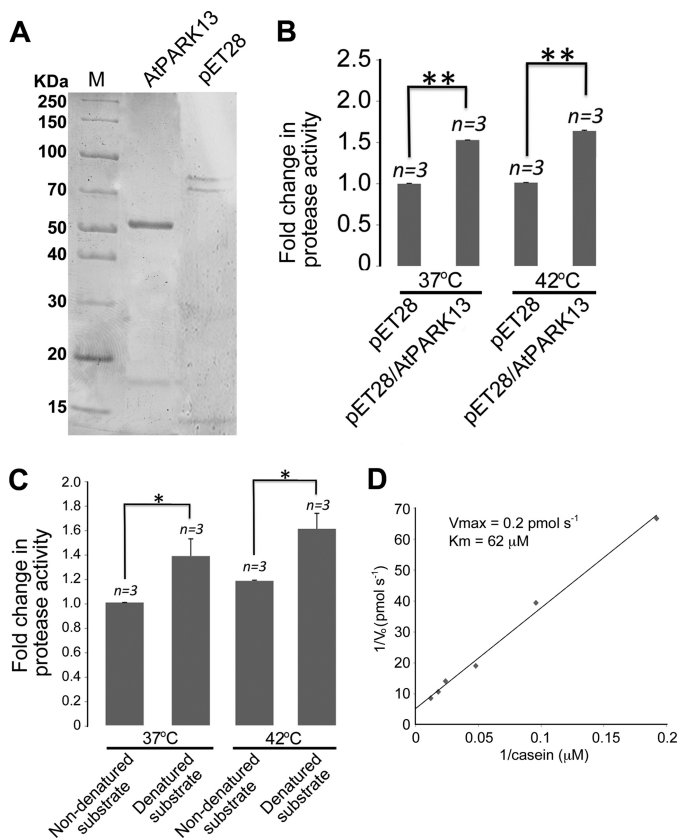 A
KDa
M
AtPARK13
pET28
250
150
100
70
50
40
30
20
15
B
Fold change in
protease activity
2.5
2.0
1.5
1.0
0.5
0
**
**
n=3
n=3
n=3
n=3
37ºC
42ºC
pET28
pET28/AtPARK13
pET28
pET28/AtPARK13
C
Fold change in
protease activity
2.0
1.8
1.6
1.4
1.2
1.0
0.8
0.6
0.4
0.2
0
*
*
n=3
n=3
n=3
n=3
37ºC
42ºC
Non-denatured
substrate
Denatured
substrate
Non-denatured
substrate
Denatured
substrate
D
Vmax = 0.2 pmol s⁻¹
Km = 62 µM
1/V₀(pmol s⁻¹)
70
60
50
40
30
20
10
0
0
0.05
0.1
0.15
0.2
1/casein (µM)